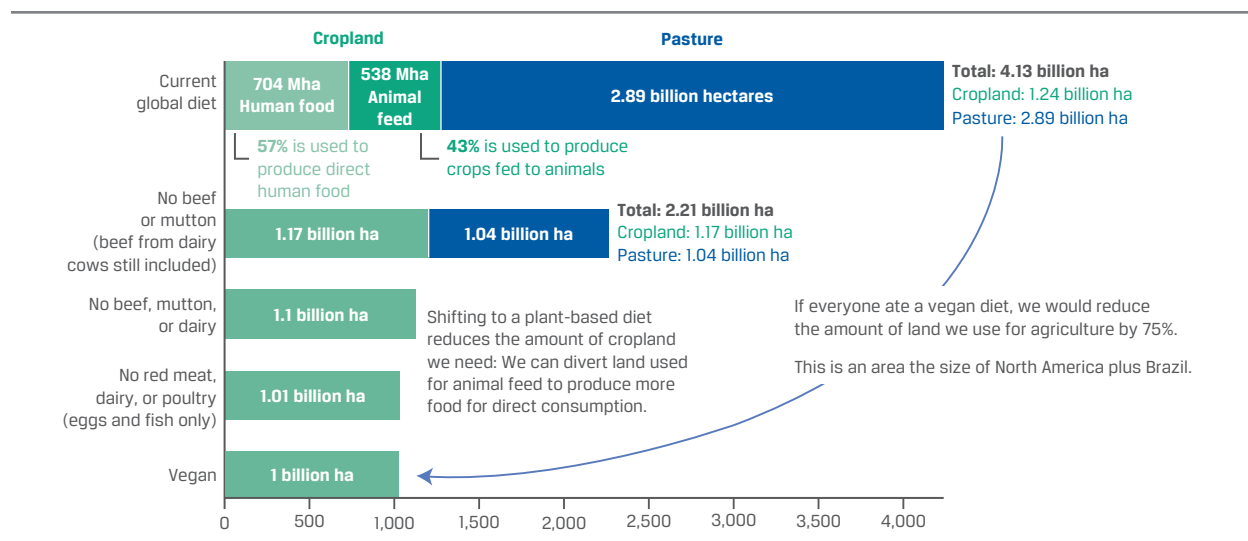 Cropland
Pasture
Current
global diet
704 Mha
Human food
538 Mha
Animal
feed
2.89 billion hectares
Total: 4.13 billion ha
Cropland: 1.24 billion ha
Pasture: 2.89 billion ha
57% is used to
produce direct
human food
43% is used to produce
crops fed to animals
No beef
or mutton
(beef from dairy
cows still included)
1.17 billion ha
1.04 billion ha
Total: 2.21 billion ha
Cropland: 1.17 billion ha
Pasture: 1.04 billion ha
No beef, mutton,
or dairy
1.1 billion ha
Shifting to a plant-based diet
reduces the amount of cropland
we need: We can divert land used
for animal feed to produce more
food for direct consumption.
If everyone ate a vegan diet, we would reduce
the amount of land we use for agriculture by 75%.
This is an area the size of North America plus Brazil.
No red meat,
dairy, or poultry
(eggs and fish only)
1.01 billion ha
Vegan
1 billion ha
0
500
1,000
1,500
2,000
2,500
3,000
3,500
4,000